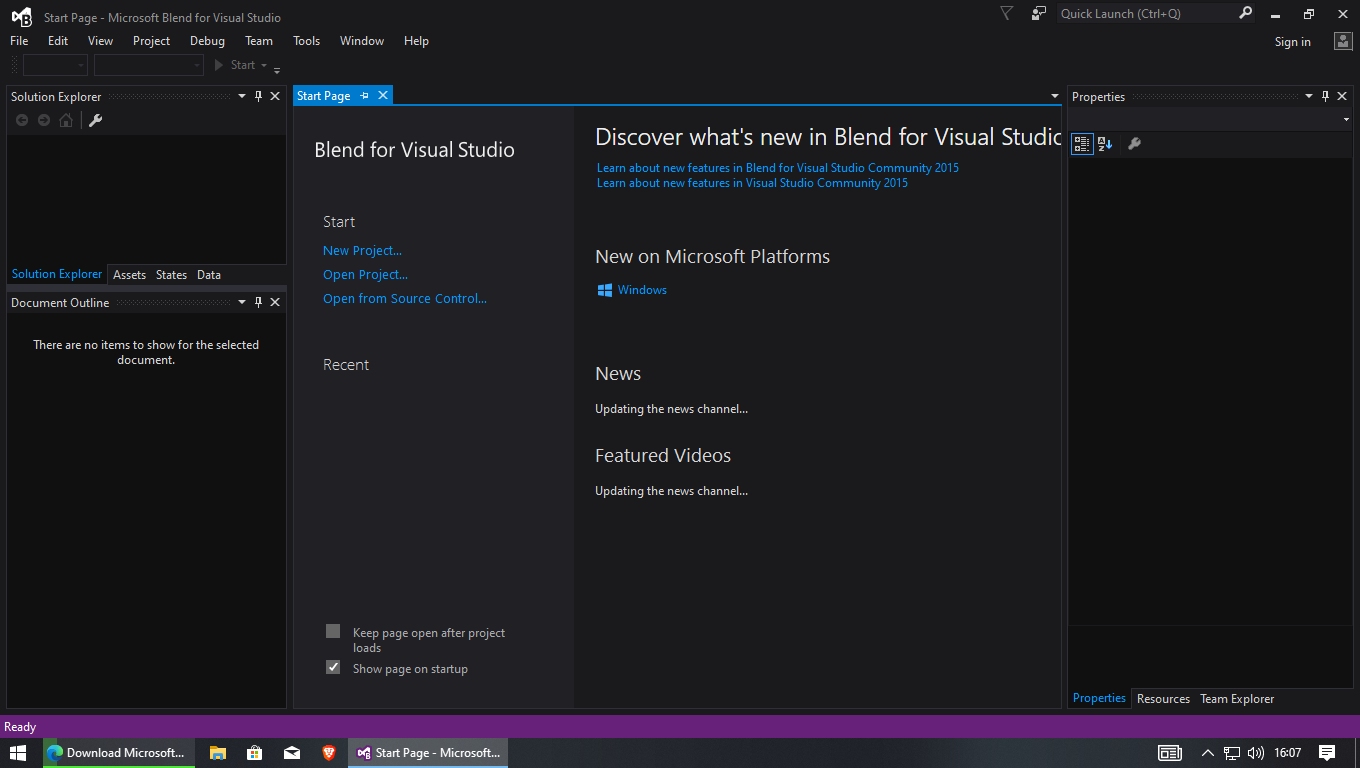 Start Page - Microsoft Blend for Visual Studio
Quick Launch (Ctrl+Q)
File Edit View Project Debug Team Tools Window Help
Sign in
Start
Solution Explorer
Solution Explorer Assets States Data
Document Outline
There are no items to show for the selected
document.
Start Page
Blend for Visual Studio
Start
New Project...
Open Project...
Open from Source Control...
Recent
Keep page open after project
loads
Show page on startup
Discover what's new in Blend for Visual Studio
Learn about new features in Blend for Visual Studio Community 2015
Learn about new features in Visual Studio Community 2015
New on Microsoft Platforms
Windows
News
Updating the news channel...
Featured Videos
Updating the news channel...
Properties
Properties Resources Team Explorer
Ready
Download Microsoft...
Start Page - Microsoft...
16:07